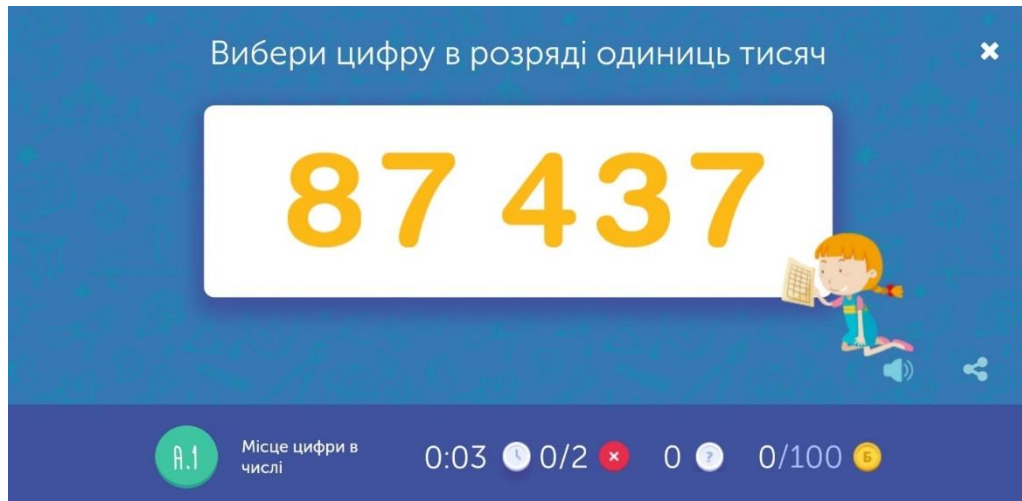 Вибери цифру в розряді одиниць тисяч
87 437
A.1
Місце цифри в
числі
0:03 0/2 0 ? 0/100 Б